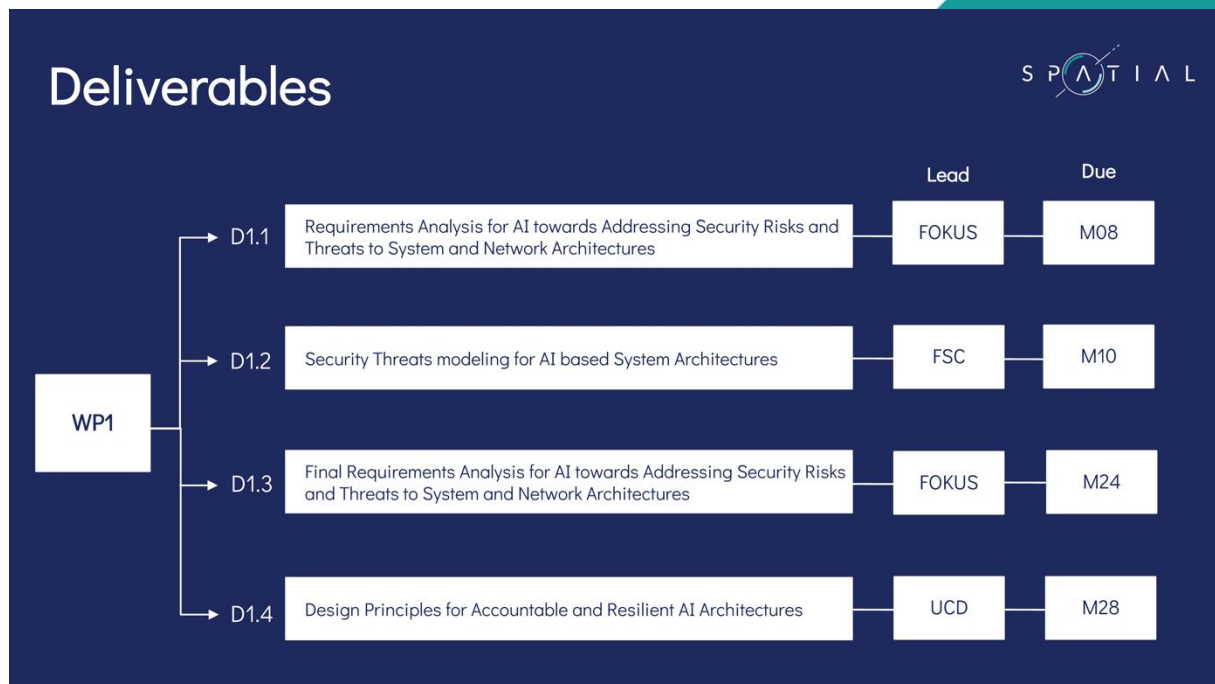 Deliverables
SPATIAL
Lead
Due
D1.1
Requirements Analysis for AI towards Addressing Security Risks and
Threats to System and Network Architectures
FOKUS
M08
D1.2
Security Threats modeling for AI based System Architectures
FSC
M10
WP1
D1.3
Final Requirements Analysis for AI towards Addressing Security Risks
and Threats to System and Network Architectures
FOKUS
M24
D1.4
Design Principles for Accountable and Resilient AI Architectures
UCD
M28